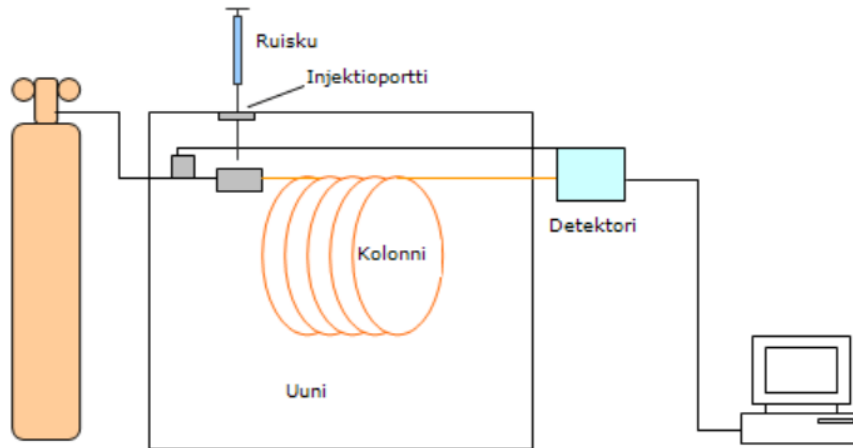 Ruisku
Injektioportti
Detektori
Kolonni
Uuni